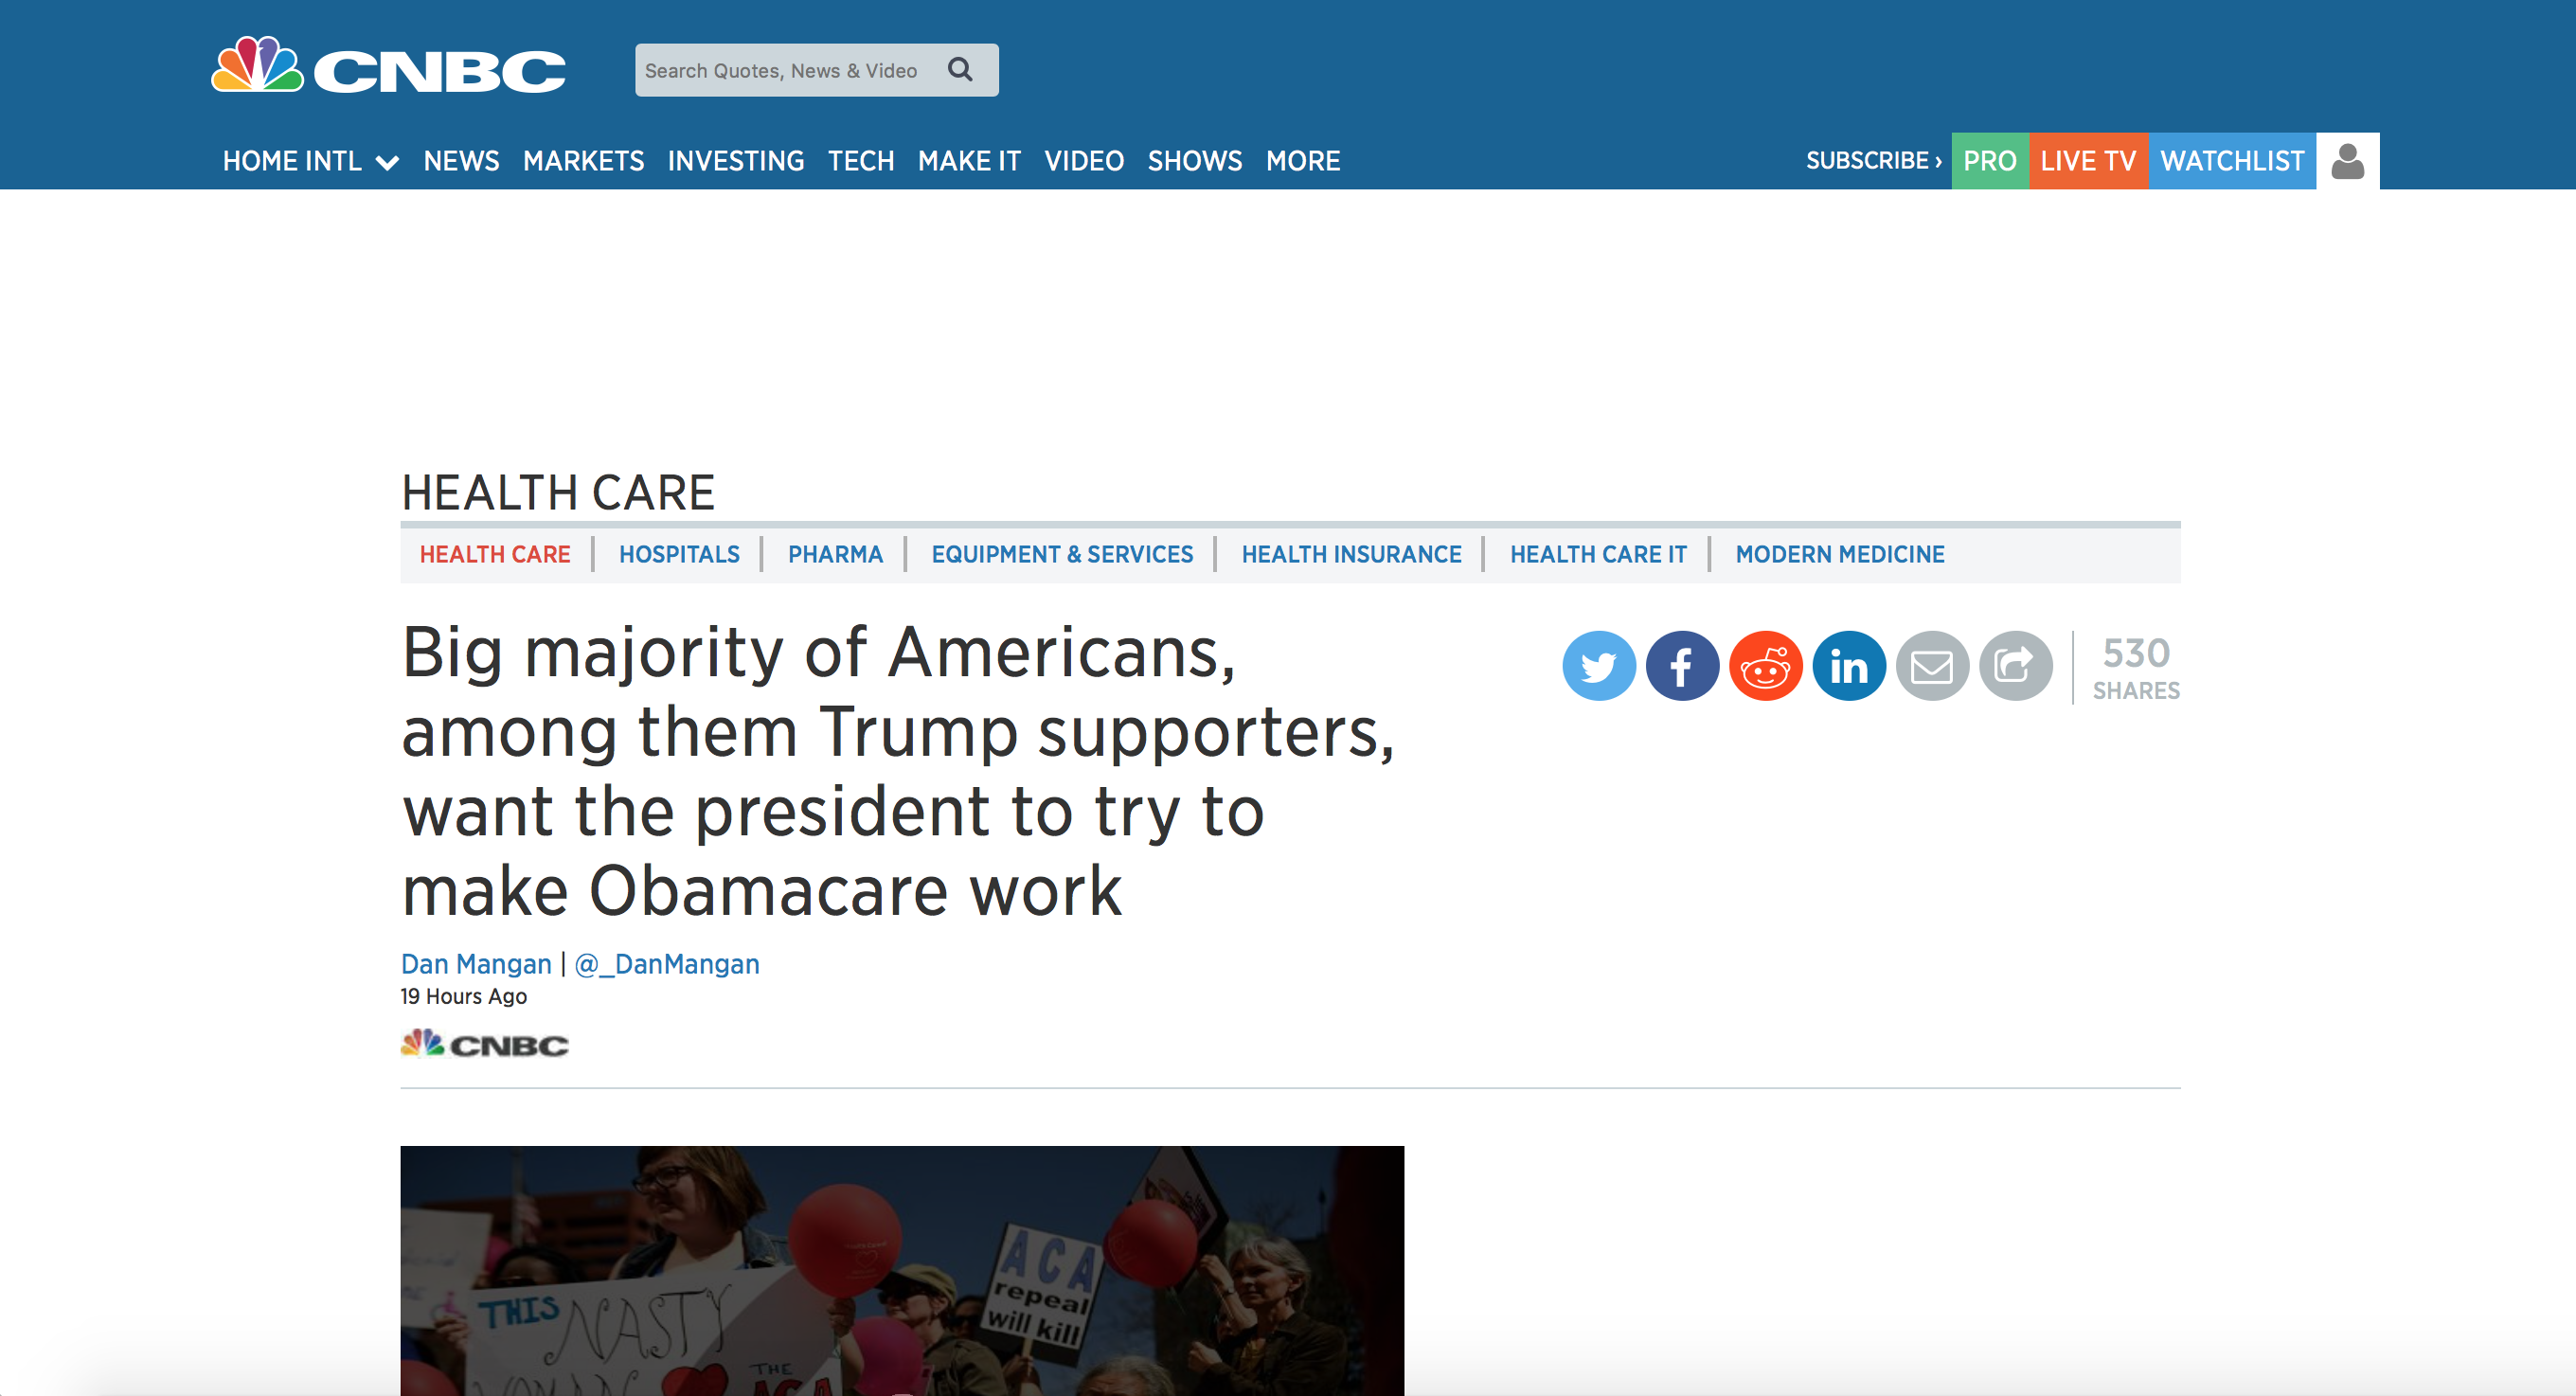 CNBC
Search Quotes, News & Video
HOME INTL NEWS MARKETS INVESTING TECH MAKE IT VIDEO SHOWS MORE
SUBSCRIBE › PRO LIVE TV WATCHLIST
HEALTH CARE
HEALTH CARE HOSPITALS PHARMA EQUIPMENT & SERVICES HEALTH INSURANCE HEALTH CARE IT MODERN MEDICINE
Big majority of Americans,
among them Trump supporters,
want the president to try to
make Obamacare work
530
SHARES
Dan Mangan | @_DanMangan
19 Hours Ago
CNBC
ACA
repeal
will kill
THIS NASTY
THE
ACA